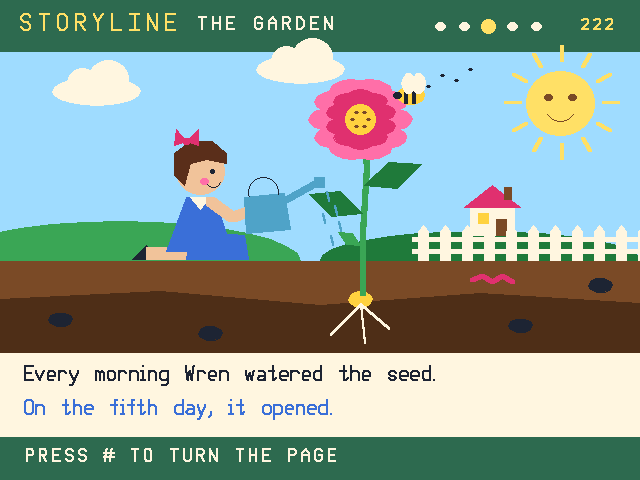 STORYLINE THE GARDEN 222
Every morning Wren watered the seed.
On the fifth day, it opened.
PRESS # TO TURN THE PAGE